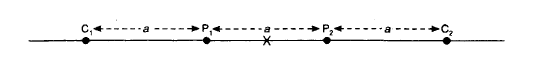 C₁ a P₁ a P₂ a C₂
X